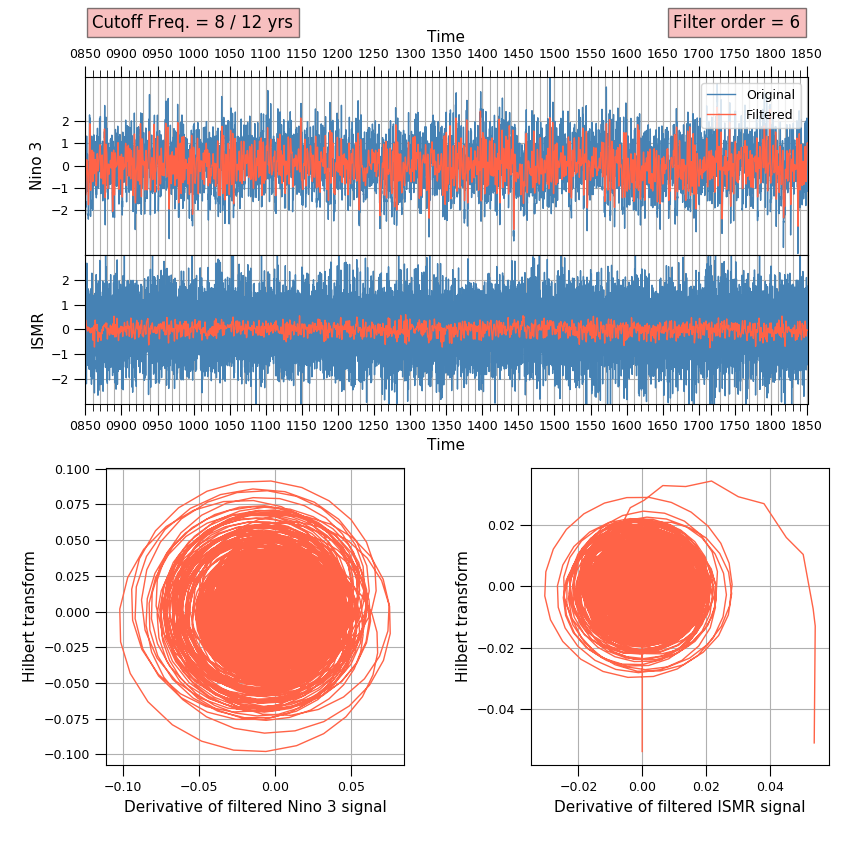 Cutoff Freq. = 8 / 12 yrs
Filter order = 6
Time
0850 0900 0950 1000 1050 1100 1150 1200 1250 1300 1350 1400 1450 1500 1550 1600 1650 1700 1750 1800 1850
Original
Filtered
Nino 3
2
1
0
−1
−2
ISMR
2
1
0
−1
−2
0850 0900 0950 1000 1050 1100 1150 1200 1250 1300 1350 1400 1450 1500 1550 1600 1650 1700 1750 1800 1850
Time
Hilbert transform
0.100
0.075
0.050
0.025
0.000
−0.025
−0.050
−0.075
−0.100
−0.10 −0.05 0.00 0.05
Derivative of filtered Nino 3 signal
Hilbert transform
0.02
0.00
−0.02
−0.04
−0.02 0.00 0.02 0.04
Derivative of filtered ISMR signal